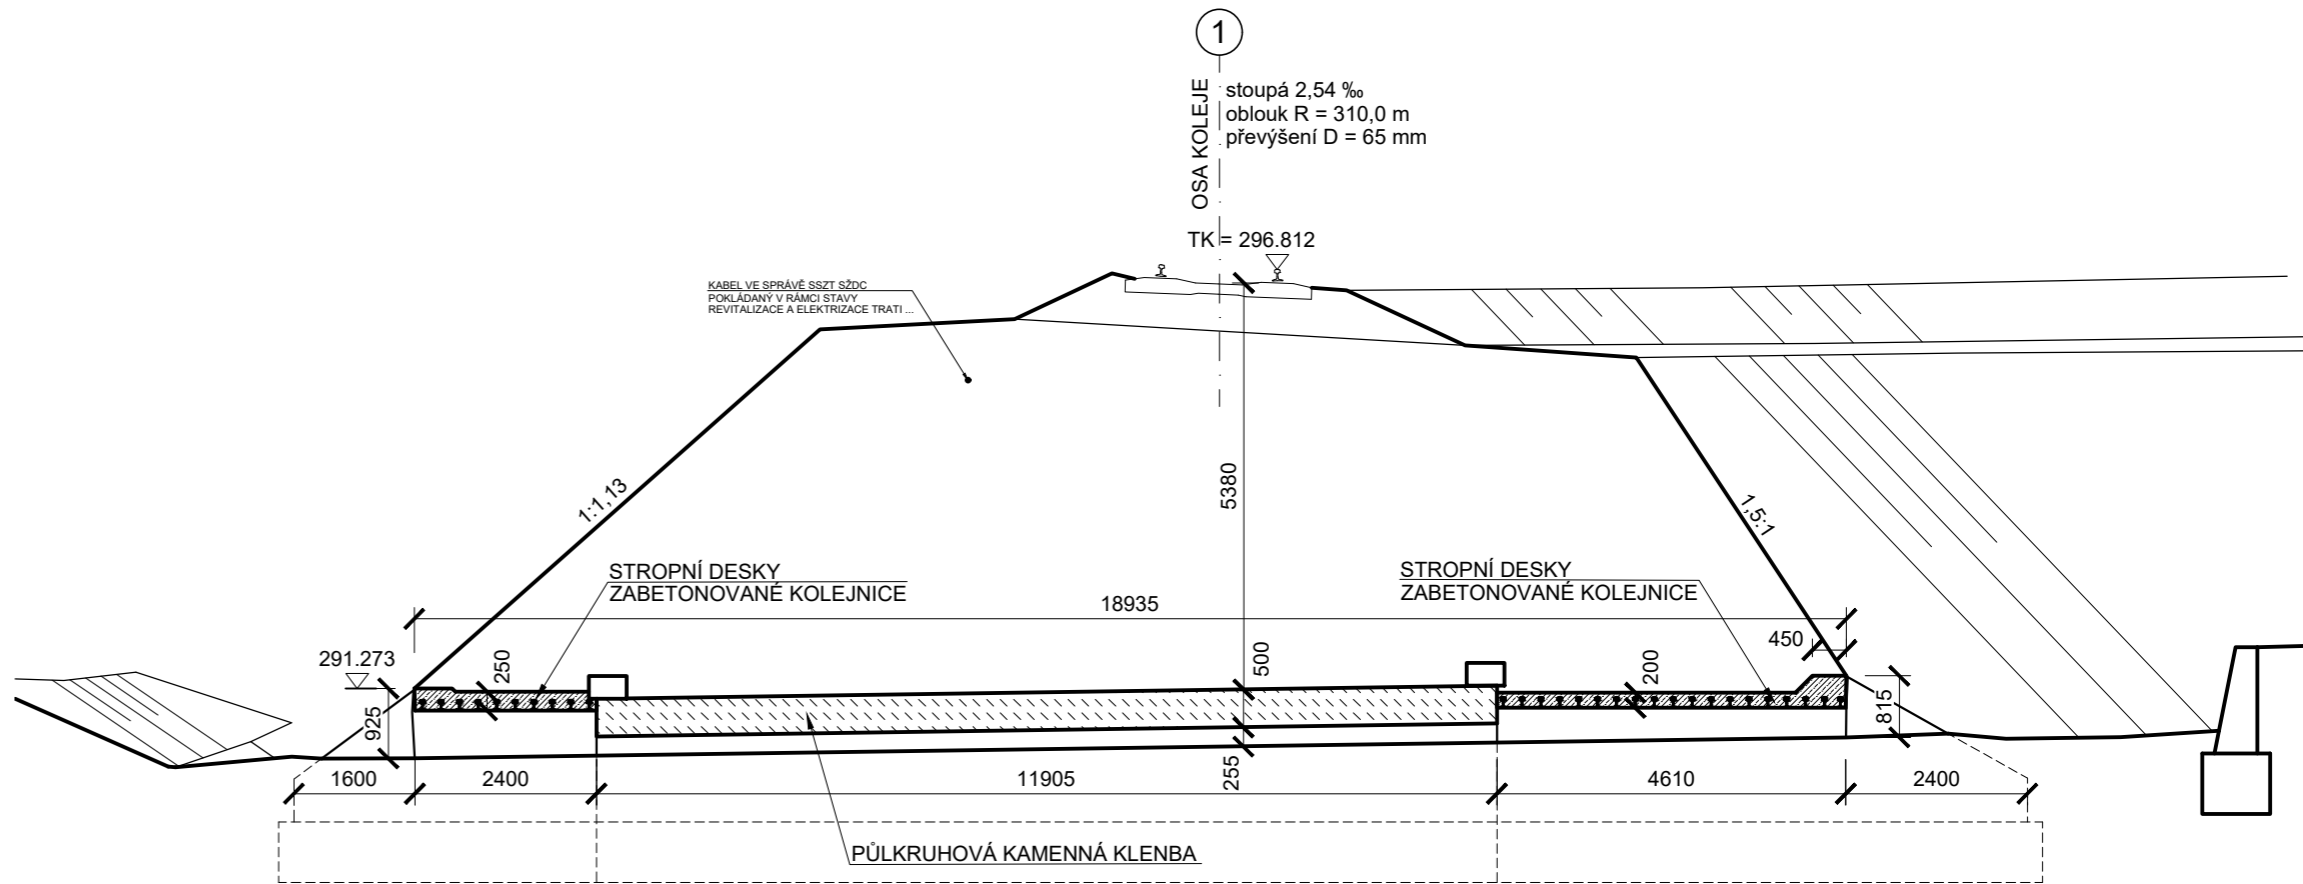 1
OSA KOLEJE
stoupá 2,54 ‰
oblouk R = 310,0 m
převýšení D = 65 mm
TK = 296.812
KABEL VE SPRÁVĚ SSZT SŽDC
POKLÁDANÝ V RÁMCI STAVY
REVITALIZACE A ELEKTRIZACE TRATI ...
1:1,13
5380
1,5:1
STROPNÍ DESKY
ZABETONOVANÉ KOLEJNICE
STROPNÍ DESKY
ZABETONOVANÉ KOLEJNICE
18935
450
291.273
250
500
200
925
815
255
1600
2400
11905
4610
2400
PŮLKRUHOVÁ KAMENNÁ KLENBA